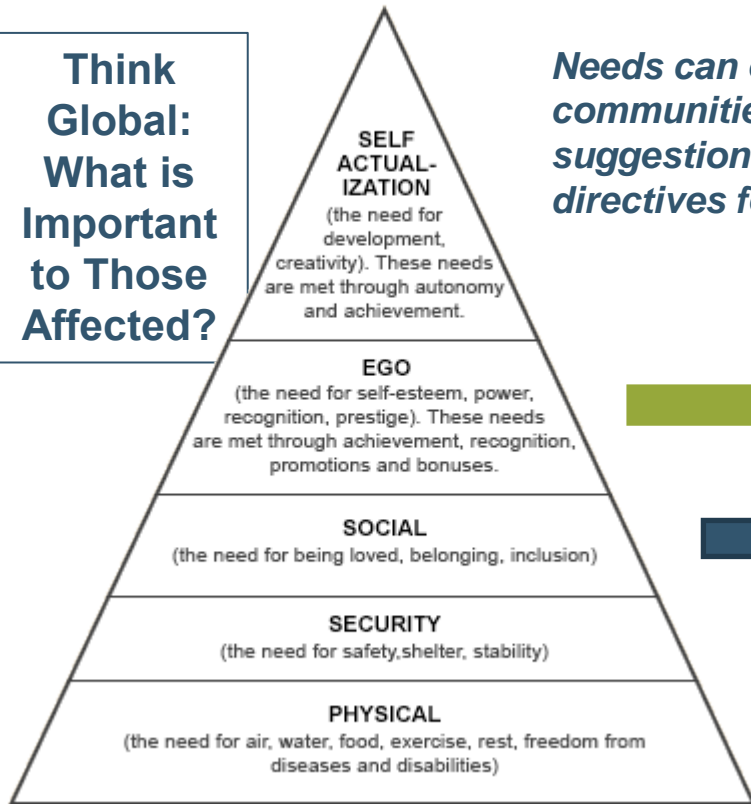 Think
Global:
What is
Important
to Those
Affected?
Needs can
communitie
suggestion
directives f
SELF
ACTUAL-
IZATION
(the need for
development,
creativity). These needs
are met through autonomy
and achievement.
EGO
(the need for self-esteem, power,
recognition, prestige). These needs
are met through achievement, recognition,
promotions and bonuses.
SOCIAL
(the need for being loved, belonging, inclusion)
SECURITY
(the need for safety,shelter, stability)
PHYSICAL
(the need for air, water, food, exercise, rest, freedom from
diseases and disabilities)